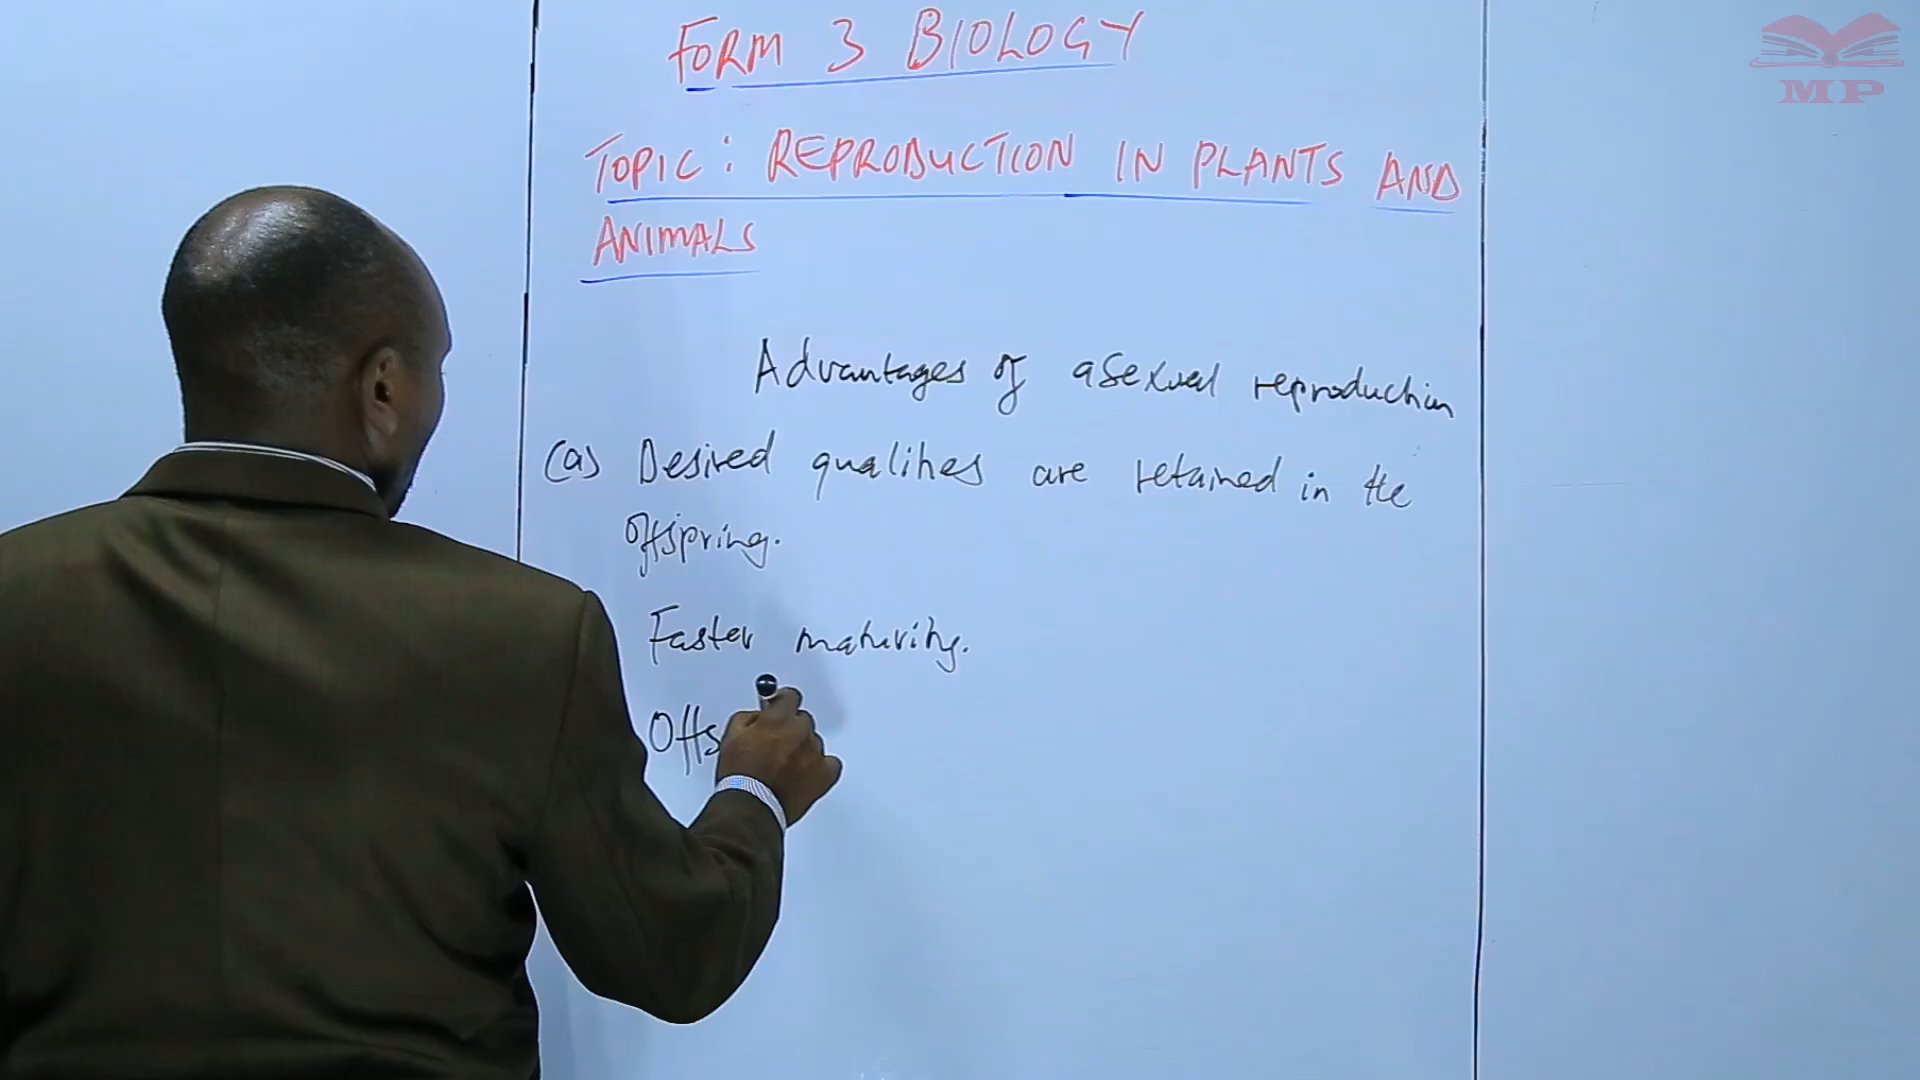 FORM 3 BIOLOGY
TOPIC: REPRODUCTION IN PLANTS AND
ANIMALS
Advantages of asexual reproduction
(a) Desired qualities are retained in the
offspring.
Faster maturity.
Offs
MP